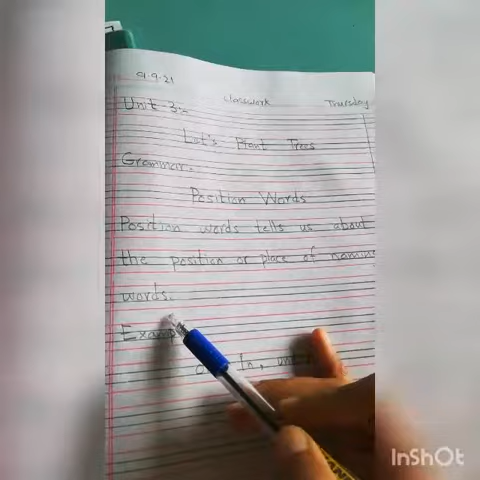 9.9.21
Unit-3:-
classwork
Thursday
Let's Plant Trees
Grammar.
Position Words
Position words tells us about
the position or place of naming
words.
In,
InShOt